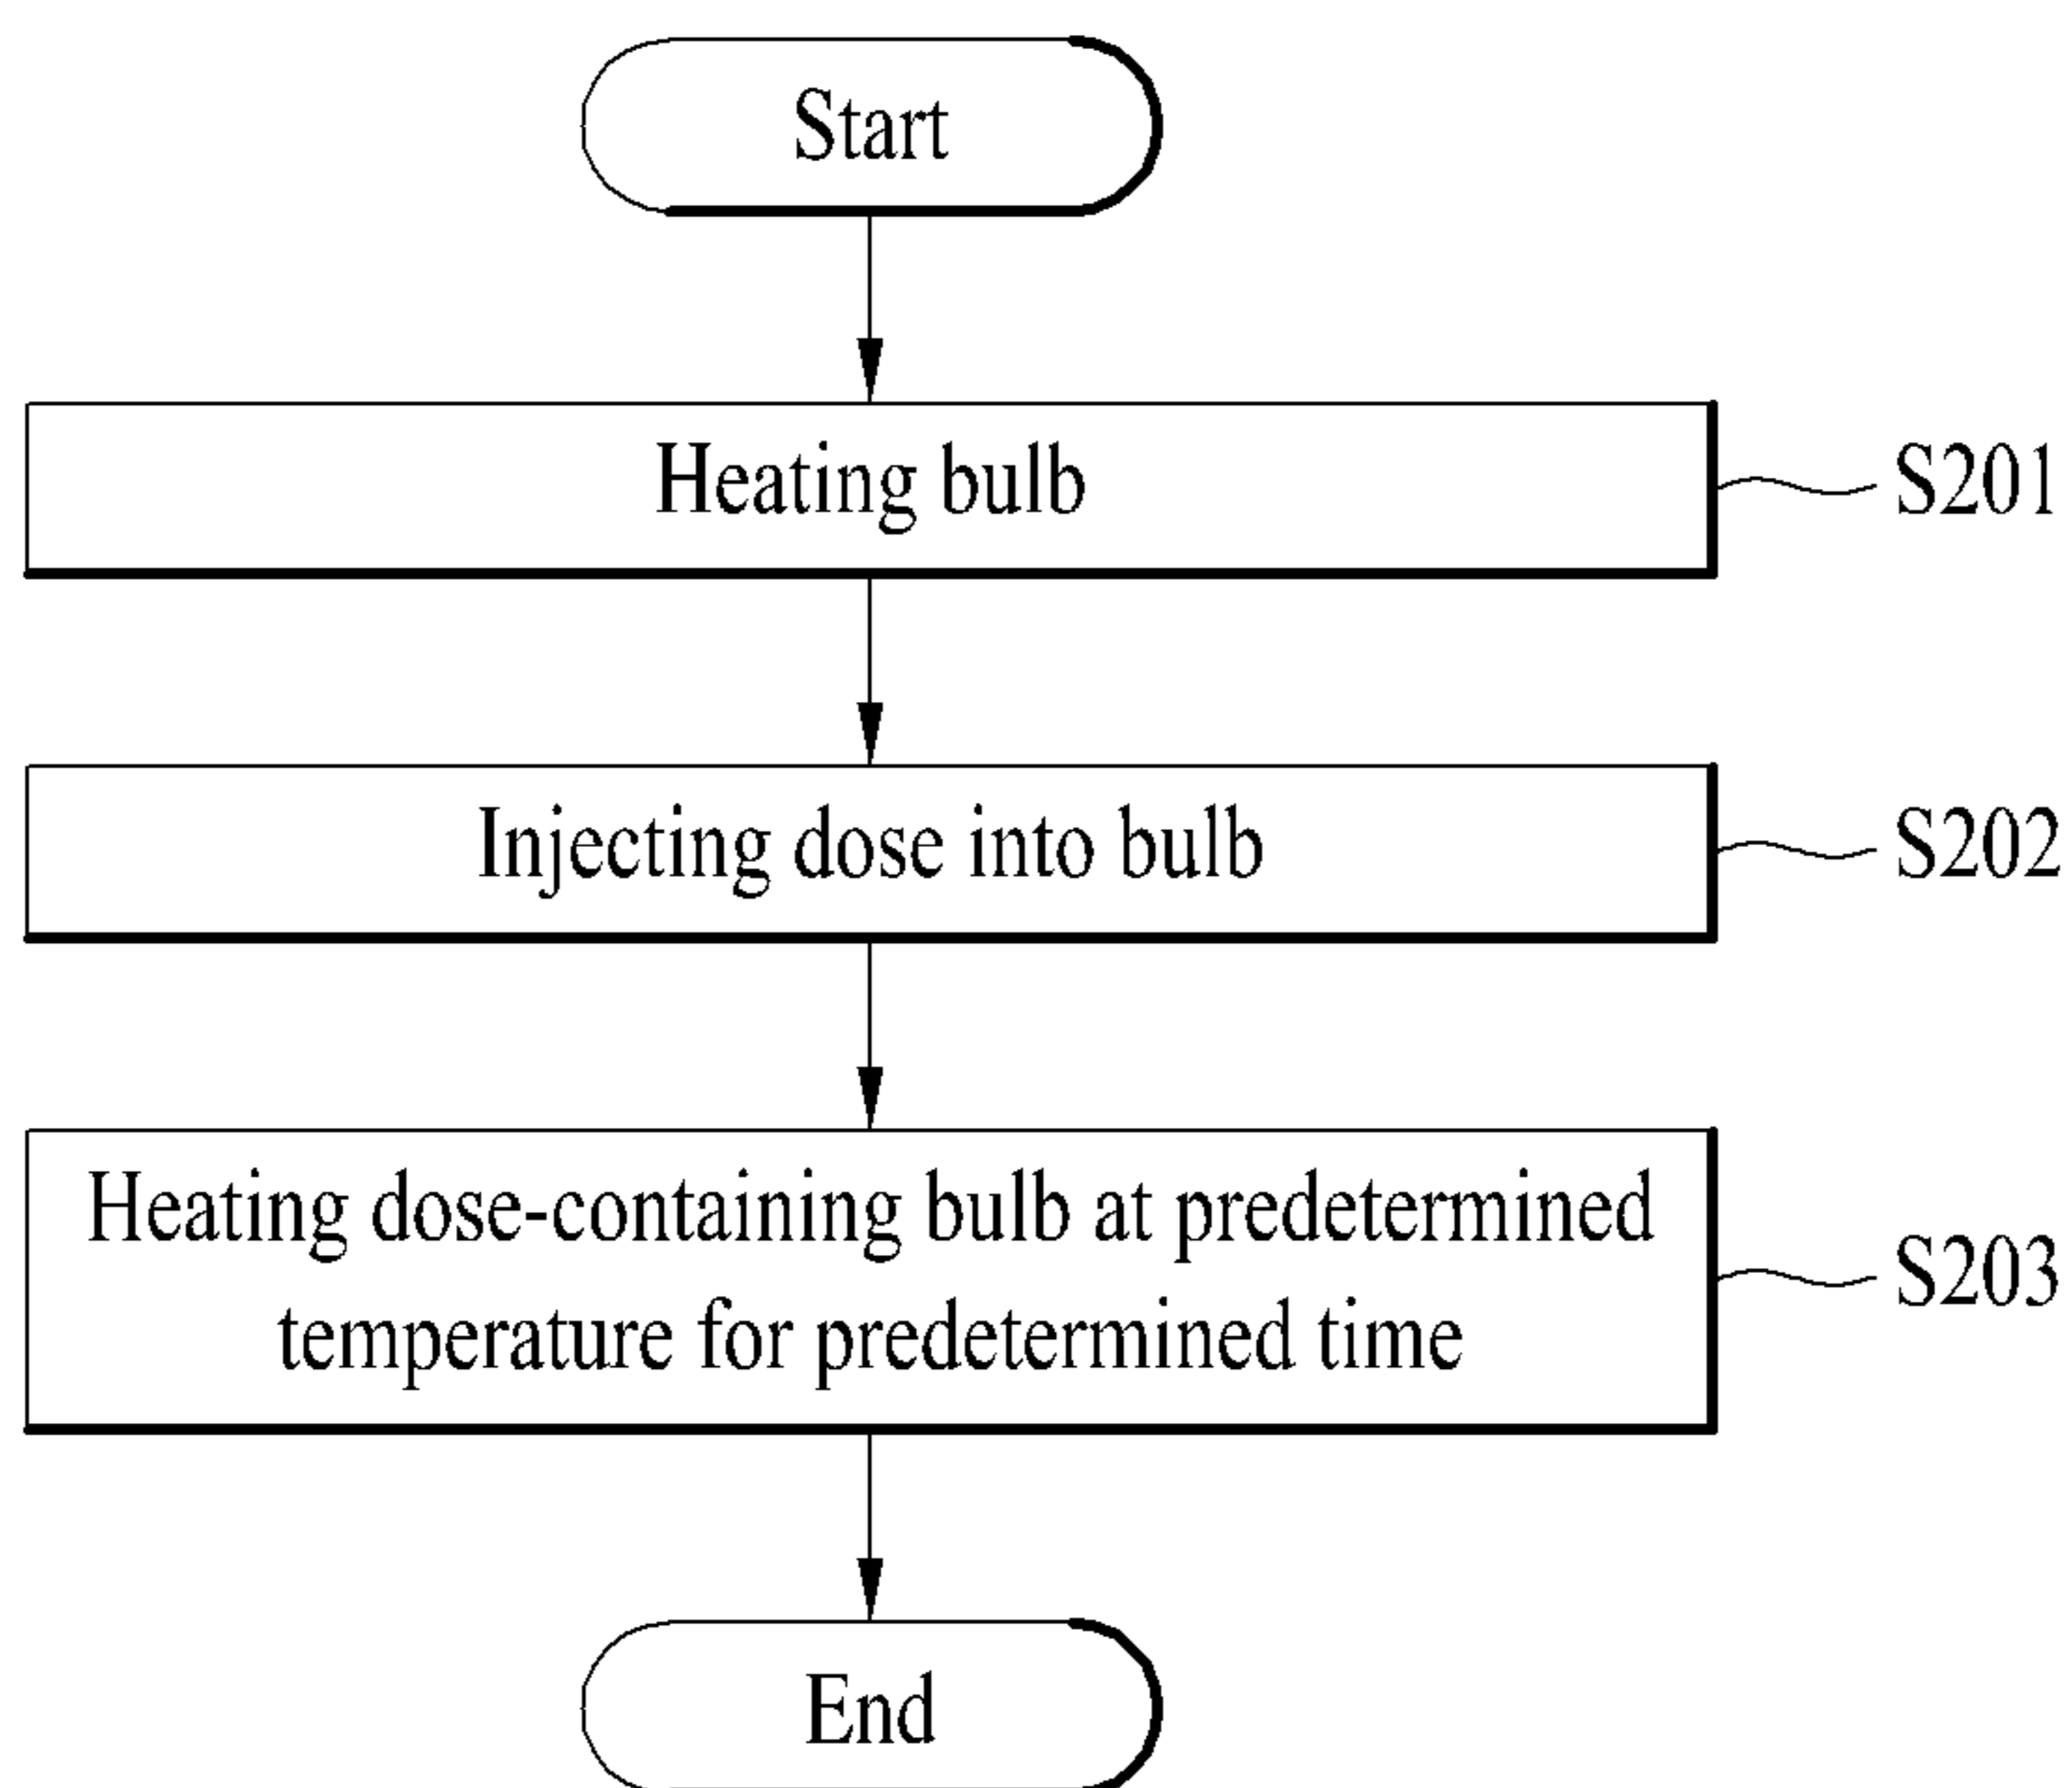 Start
Heating bulb
S201
Injecting dose into bulb
S202
Heating dose-containing bulb at predetermined
temperature for predetermined time
S203
End